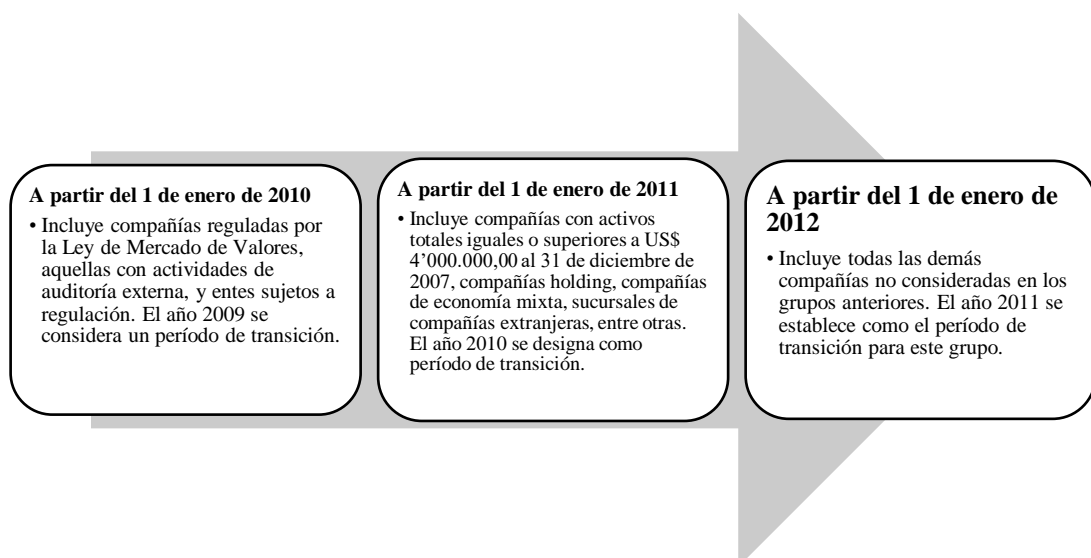 A partir del 1 de enero de 2010
• Incluye compañías reguladas por
la Ley de Mercado de Valores,
aquellas con actividades de
auditoría externa, y entes sujetos a
regulación. El año 2009 se
considera un período de transición.
A partir del 1 de enero de 2011
• Incluye compañías con activos
totales iguales o superiores a US$
4’000.000,00 al 31 de diciembre de
2007, compañías holding, compañías
de economía mixta, sucursales de
compañías extranjeras, entre otras.
El año 2010 se designa como
período de transición.
A partir del 1 de enero de
2012
• Incluye todas las demás
compañías no consideradas en los
grupos anteriores. El año 2011 se
establece como el período de
transición para este grupo.